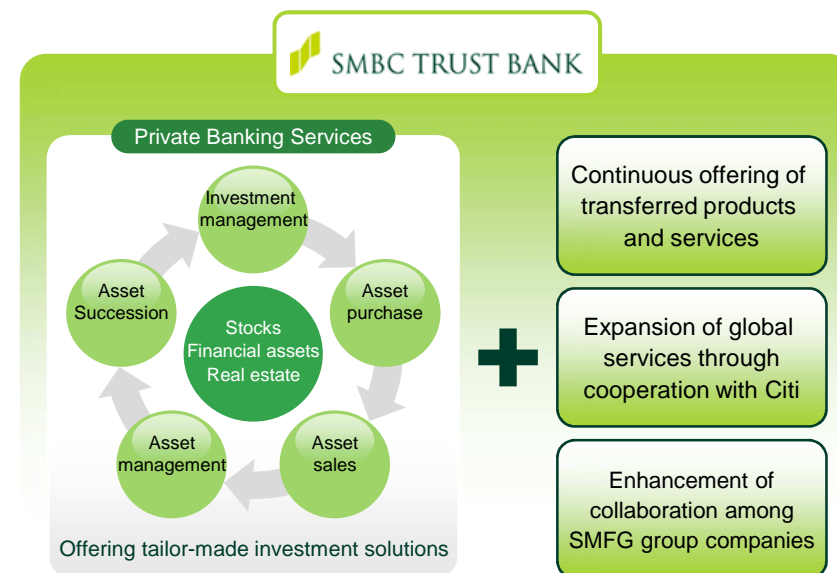 SMBC TRUST BANK
Private Banking Services
Investment
management
Asset
purchase
Asset
sales
Asset
management
Asset
Succession
Stocks
Financial assets
Real estate
Offering tailor-made investment solutions
Continuous offering of
transferred products
and services
Expansion of global
services through
cooperation with Citi
Enhancement of
collaboration among
SMFG group companies